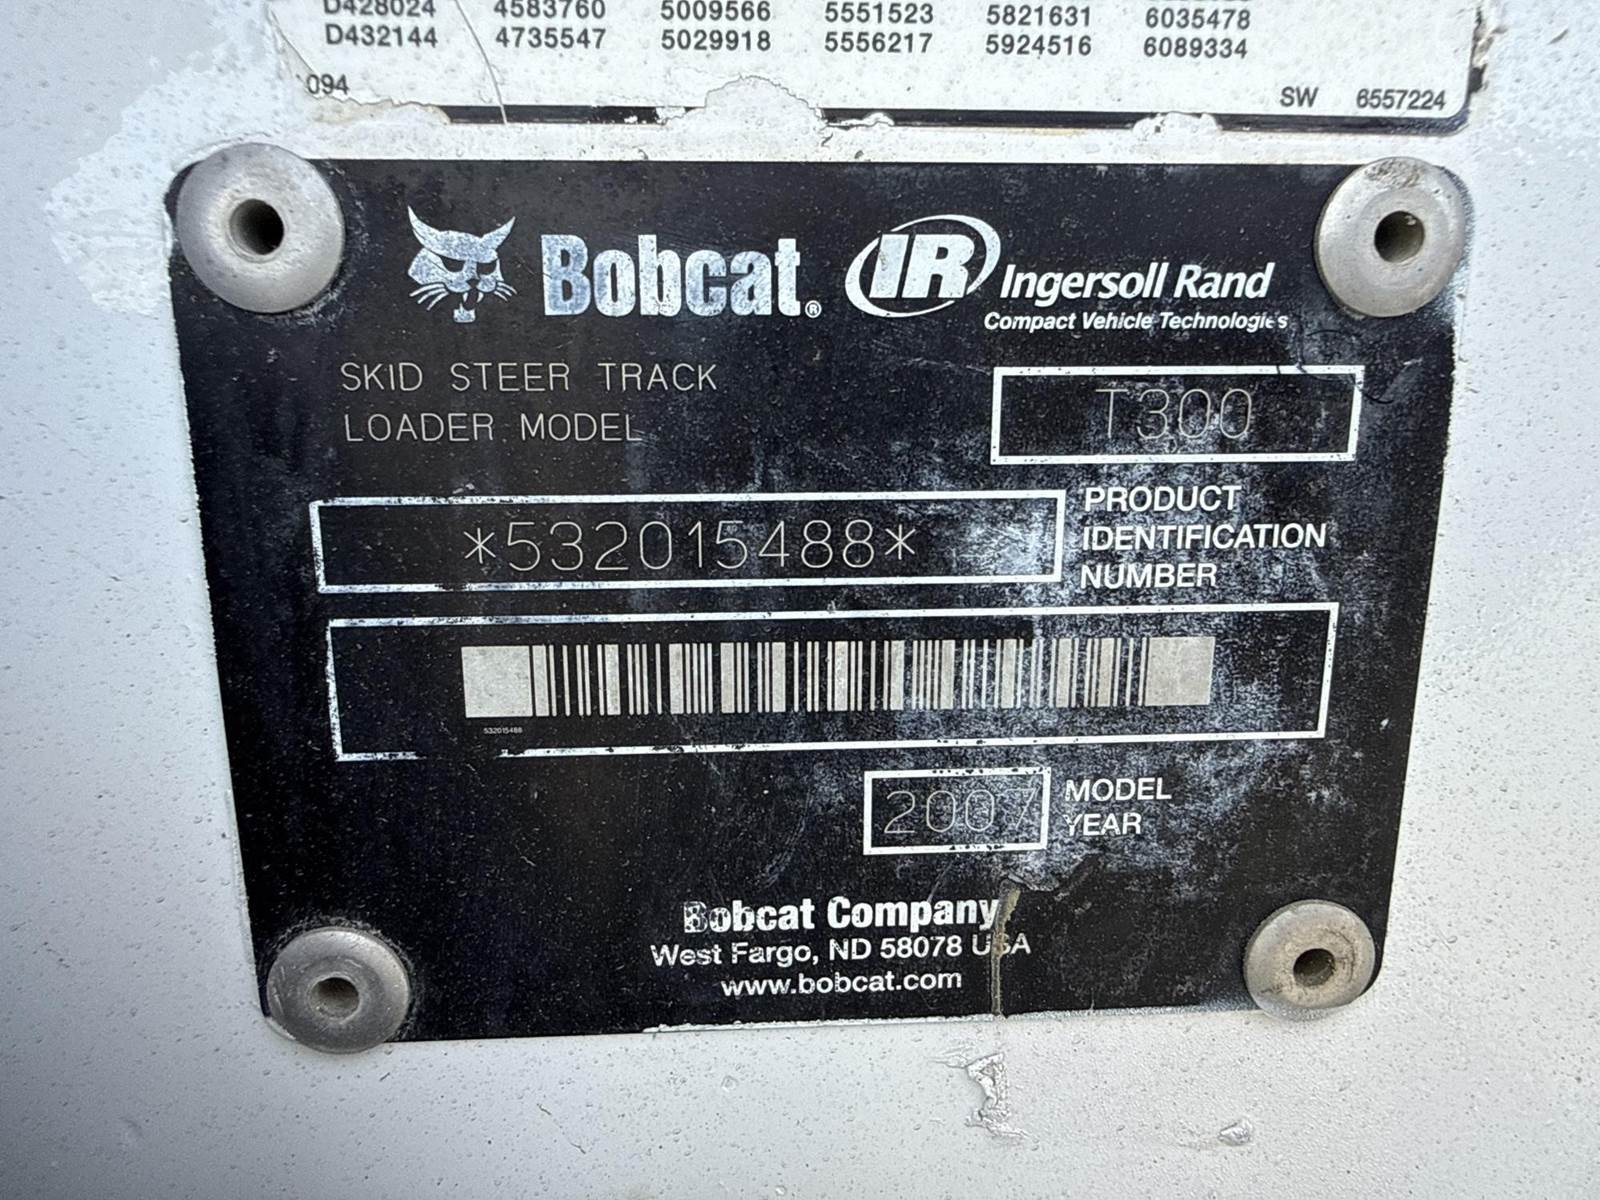 D428024 4583760 5009566 5551523 5821631 6035478
D432144 4735547 5029918 5556217 5924516 6089334
094
SW 6557224
Bobcat®
IR Ingersoll Rand
Compact Vehicle Technologies
SKID STEER TRACK
LOADER MODEL
T300
*532015488*
PRODUCT
IDENTIFICATION
NUMBER
532015488
2007
MODEL
YEAR
Bobcat Company
West Fargo, ND 58078 USA
www.bobcat.com